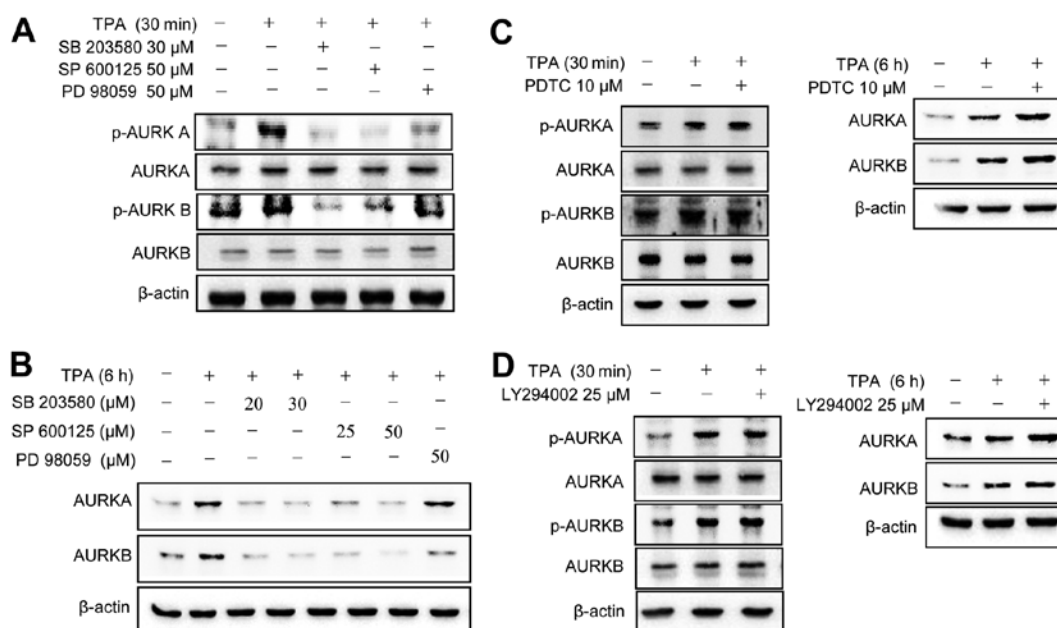 A
TPA (30 min) − + + + +
SB 203580 30 µM − − + − −
SP 600125 50 µM − − − + −
PD 98059 50 µM − − − − +
p-AURK A
AURKA
p-AURK B
AURKB
β-actin
B
TPA (6 h) − + + + + + +
SB 203580 (µM) − − 20 30 − − −
SP 600125 (µM) − − − − 25 50 −
PD 98059 (µM) − − − − − − 50
AURKA
AURKB
β-actin
C
TPA (30 min) − + +
PDTC 10 µM − − +
p-AURKA
AURKA
p-AURKB
AURKB
β-actin
TPA (6 h) − + +
PDTC 10 µM − − +
AURKA
AURKB
β-actin
D
TPA (30 min) − + +
LY294002 25 µM − − +
p-AURKA
AURKA
p-AURKB
AURKB
β-actin
TPA (6 h) − + +
LY294002 25 µM − − +
AURKA
AURKB
β-actin